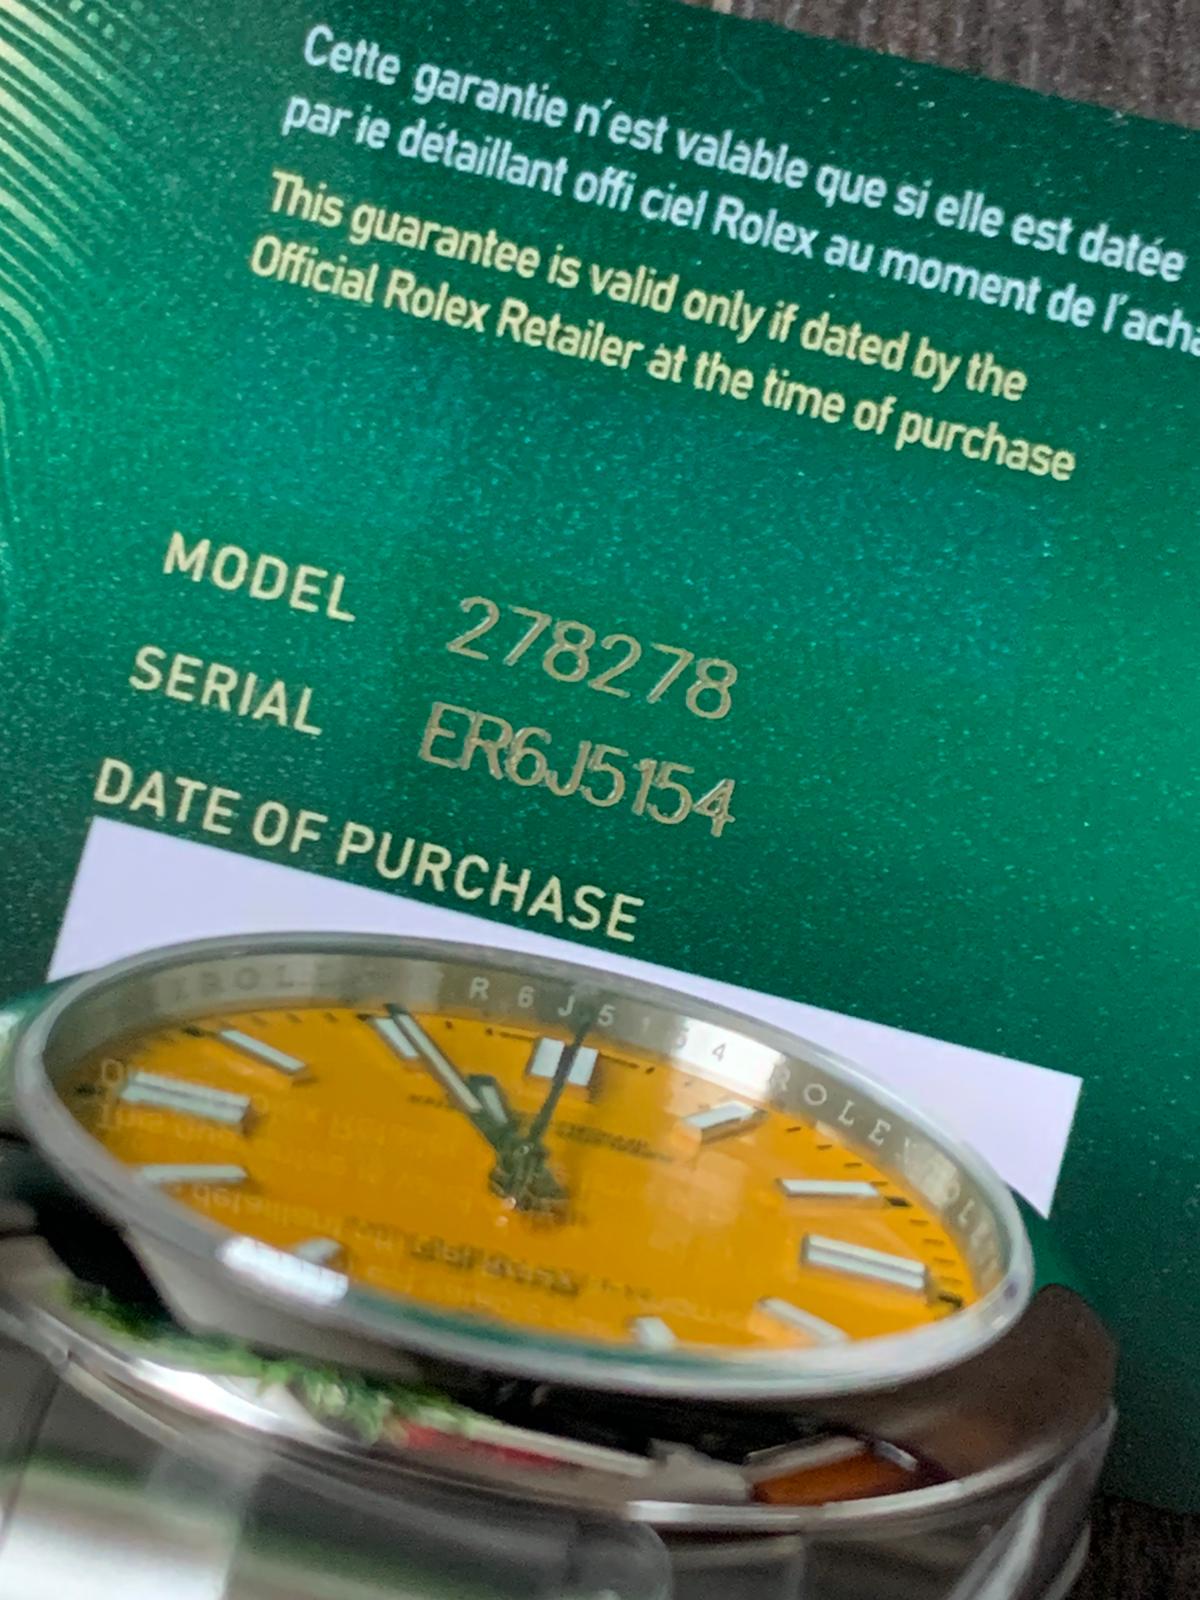 Cette garantie n'est valable que si elle est datée
par ie détaillant offi ciel Rolex au moment de l'acha
This guarantee is valid only if dated by the
Official Rolex Retailer at the time of purchase
MODEL 278278
SERIAL ER6J5154
DATE OF PURCHASE
R6J5154 ROLEX